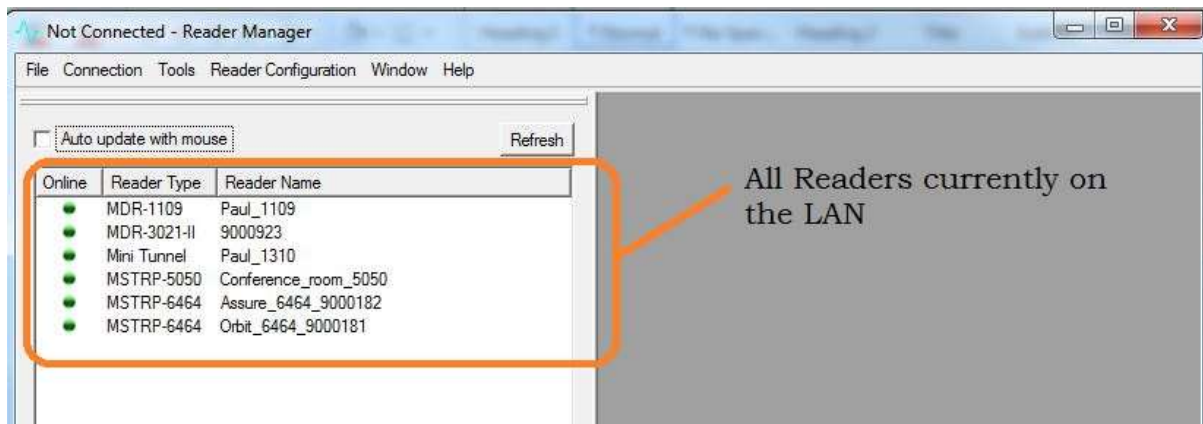 Not Connected - Reader Manager
File Connection Tools Reader Configuration Window Help
Auto update with mouse
Refresh
Online Reader Type Reader Name
MDR-1109 Paul_1109
MDR-3021-II 9000923
Mini Tunnel Paul_1310
MSTRP-5050 Conference_room_5050
MSTRP-6464 Assure_6464_9000182
MSTRP-6464 Orbit_6464_9000181
All Readers currently on
the LAN